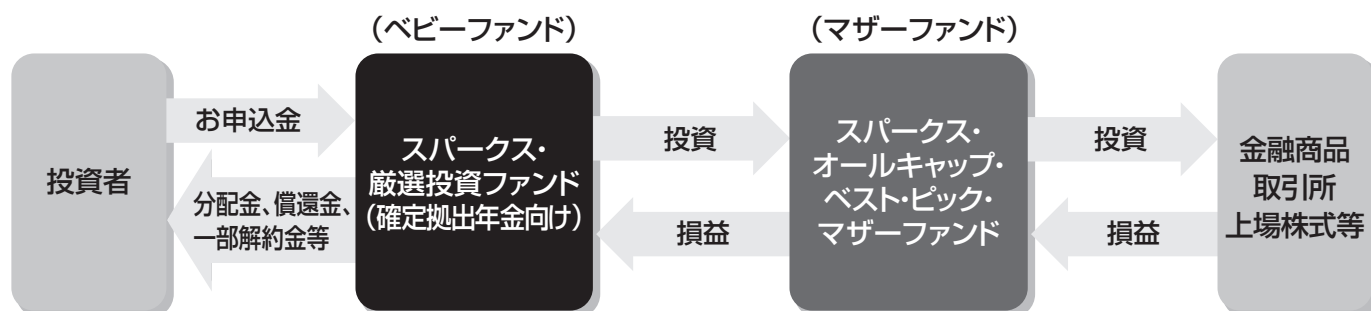 (ベビーファンド)
(マザーファンド)
投資者
お申込金
分配金、償還金、
一部解約金等
スパークス・
厳選投資ファンド
(確定拠出年金向け)
投資
損益
スパークス・
オールキャップ・
ベスト・ピック・
マザーファンド
投資
損益
金融商品
取引所
上場株式等